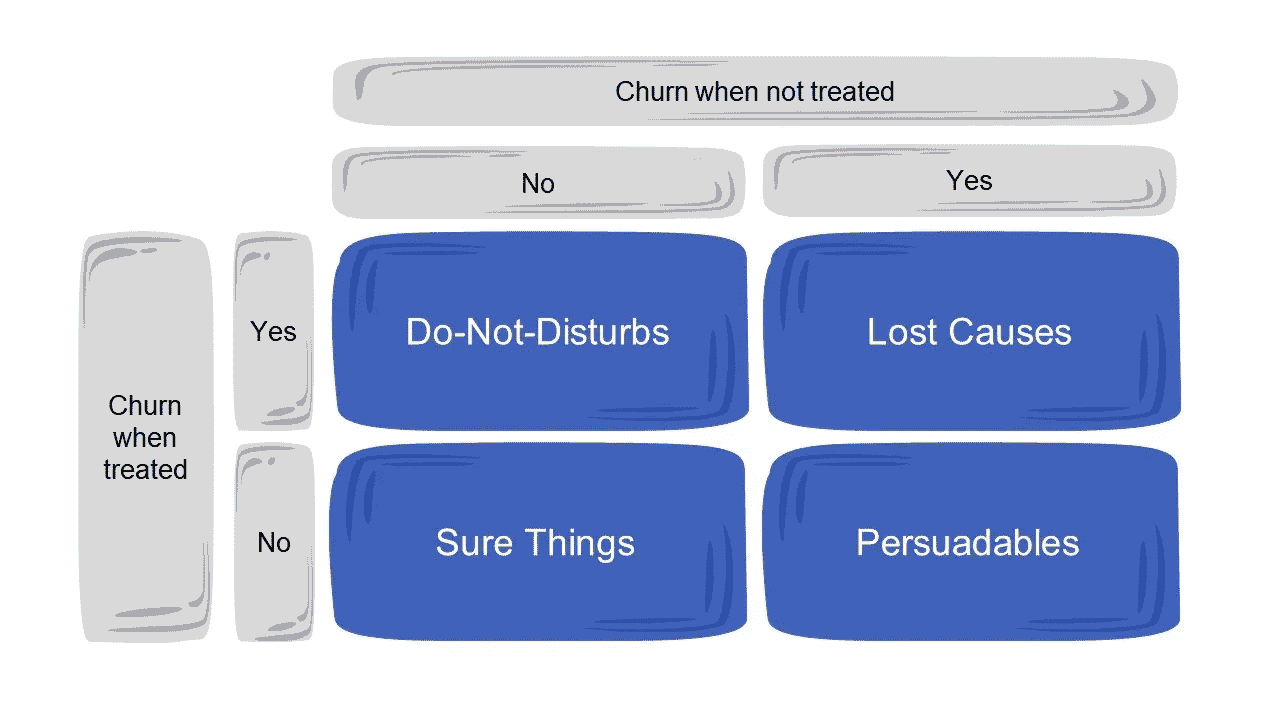 Churn when not treated
No
Yes
Churn
when
treated
Yes
Do-Not-Disturbs
Lost Causes
No
Sure Things
Persuadables